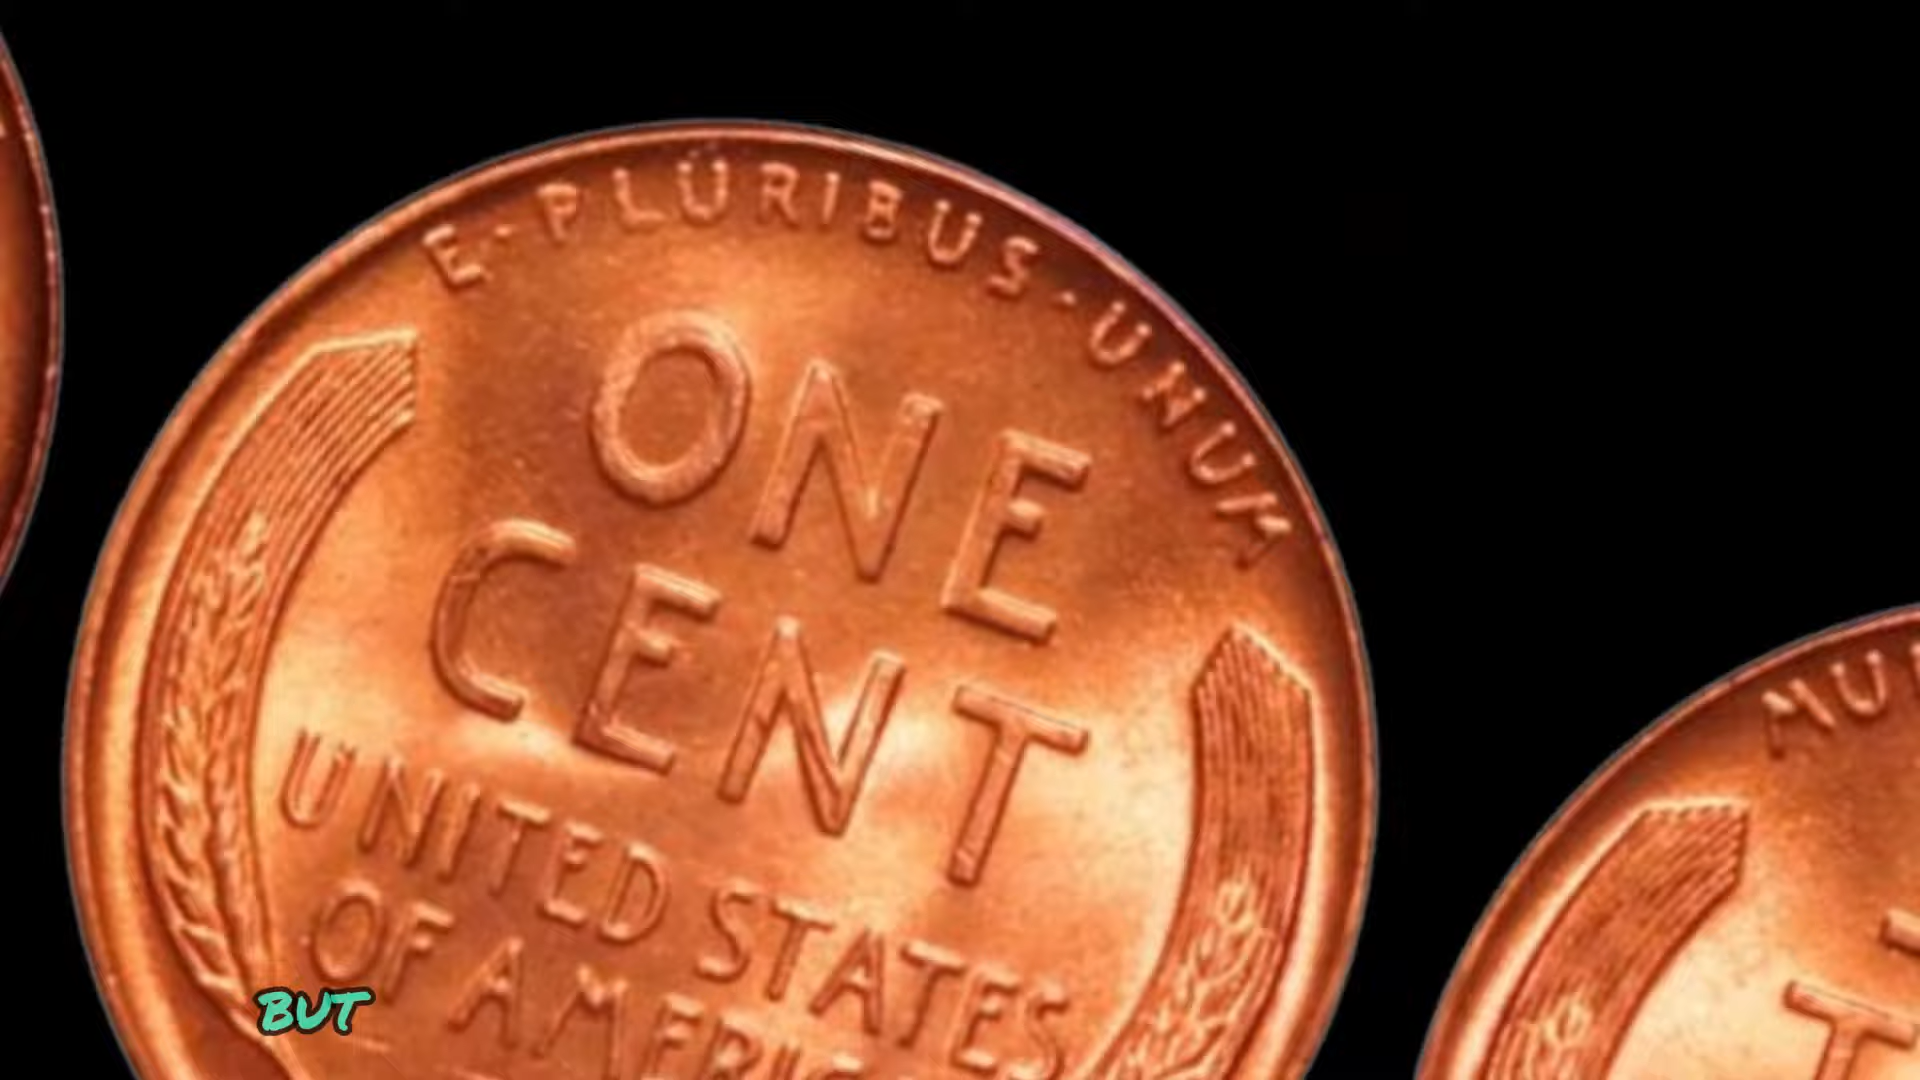 E·PLURIBUS·UNUM
ONE
CENT
UNITED STATES
OF AMERICA
BUT